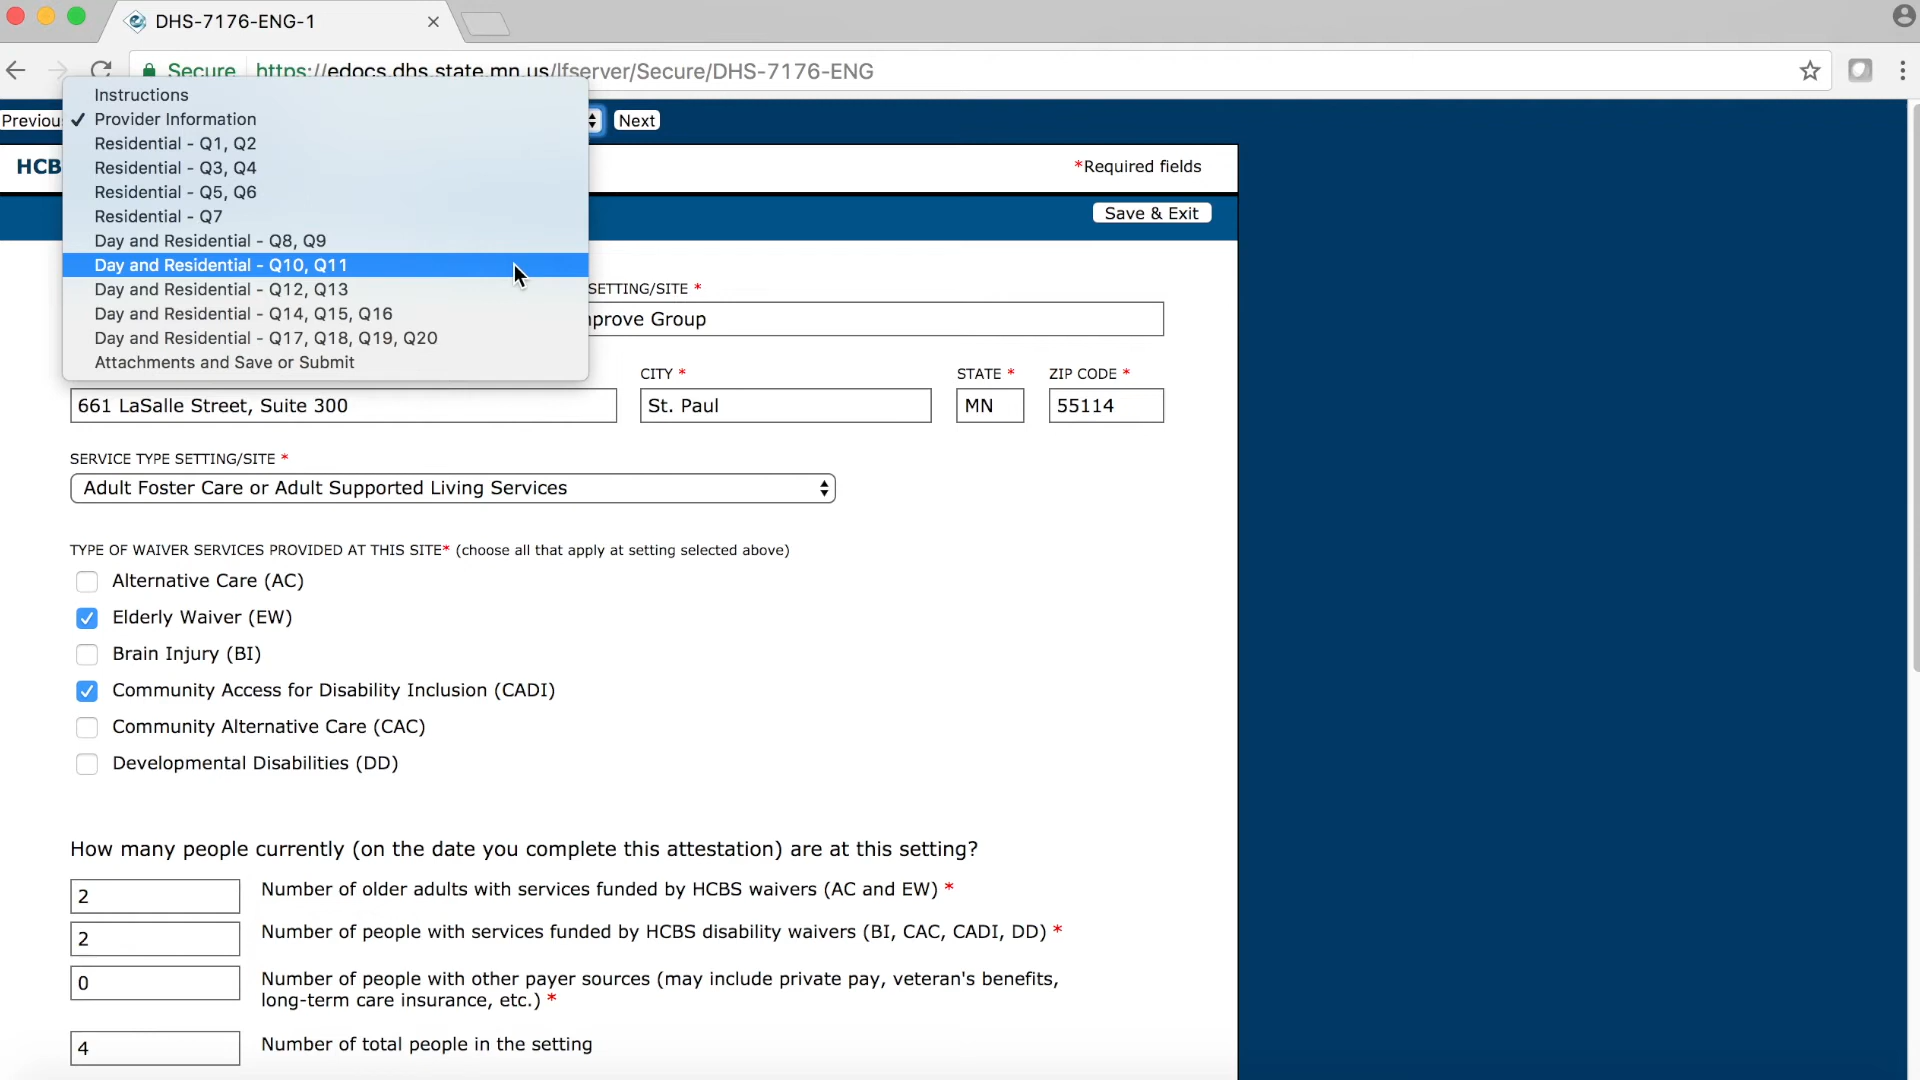 DHS-7176-ENG-1
Secure https://edocs.dhs.state.mn.us/lfserver/Secure/DHS-7176-ENG
Instructions
Previou ✓ Provider Information Next
Residential - Q1, Q2
HCB Residential - Q3, Q4 *Required fields
Residential - Q5, Q6
Residential - Q7 Save & Exit
Day and Residential - Q8, Q9
Day and Residential - Q10, Q11
Day and Residential - Q12, Q13 SETTING/SITE *
Day and Residential - Q14, Q15, Q16 prove Group
Day and Residential - Q17, Q18, Q19, Q20
Attachments and Save or Submit
CITY * STATE * ZIP CODE *
661 LaSalle Street, Suite 300 St. Paul MN 55114
SERVICE TYPE SETTING/SITE *
Adult Foster Care or Adult Supported Living Services
TYPE OF WAIVER SERVICES PROVIDED AT THIS SITE* (choose all that apply at setting selected above)
Alternative Care (AC)
Elderly Waiver (EW)
Brain Injury (BI)
Community Access for Disability Inclusion (CADI)
Community Alternative Care (CAC)
Developmental Disabilities (DD)
How many people currently (on the date you complete this attestation) are at this setting?
2 Number of older adults with services funded by HCBS waivers (AC and EW) *
2 Number of people with services funded by HCBS disability waivers (BI, CAC, CADI, DD) *
0 Number of people with other payer sources (may include private pay, veteran's benefits,
long-term care insurance, etc.) *
4 Number of total people in the setting